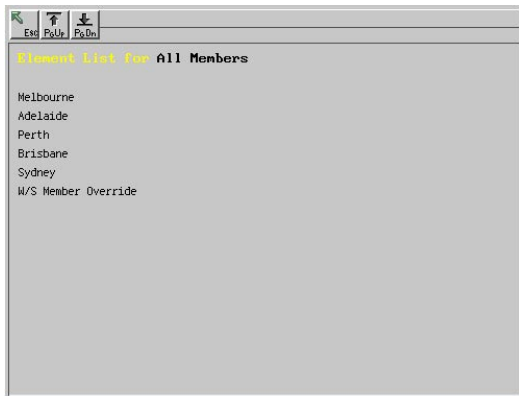 Esc PgUp PgDn
Element List for All Members
Melbourne
Adelaide
Perth
Brisbane
Sydney
W/S Member Override